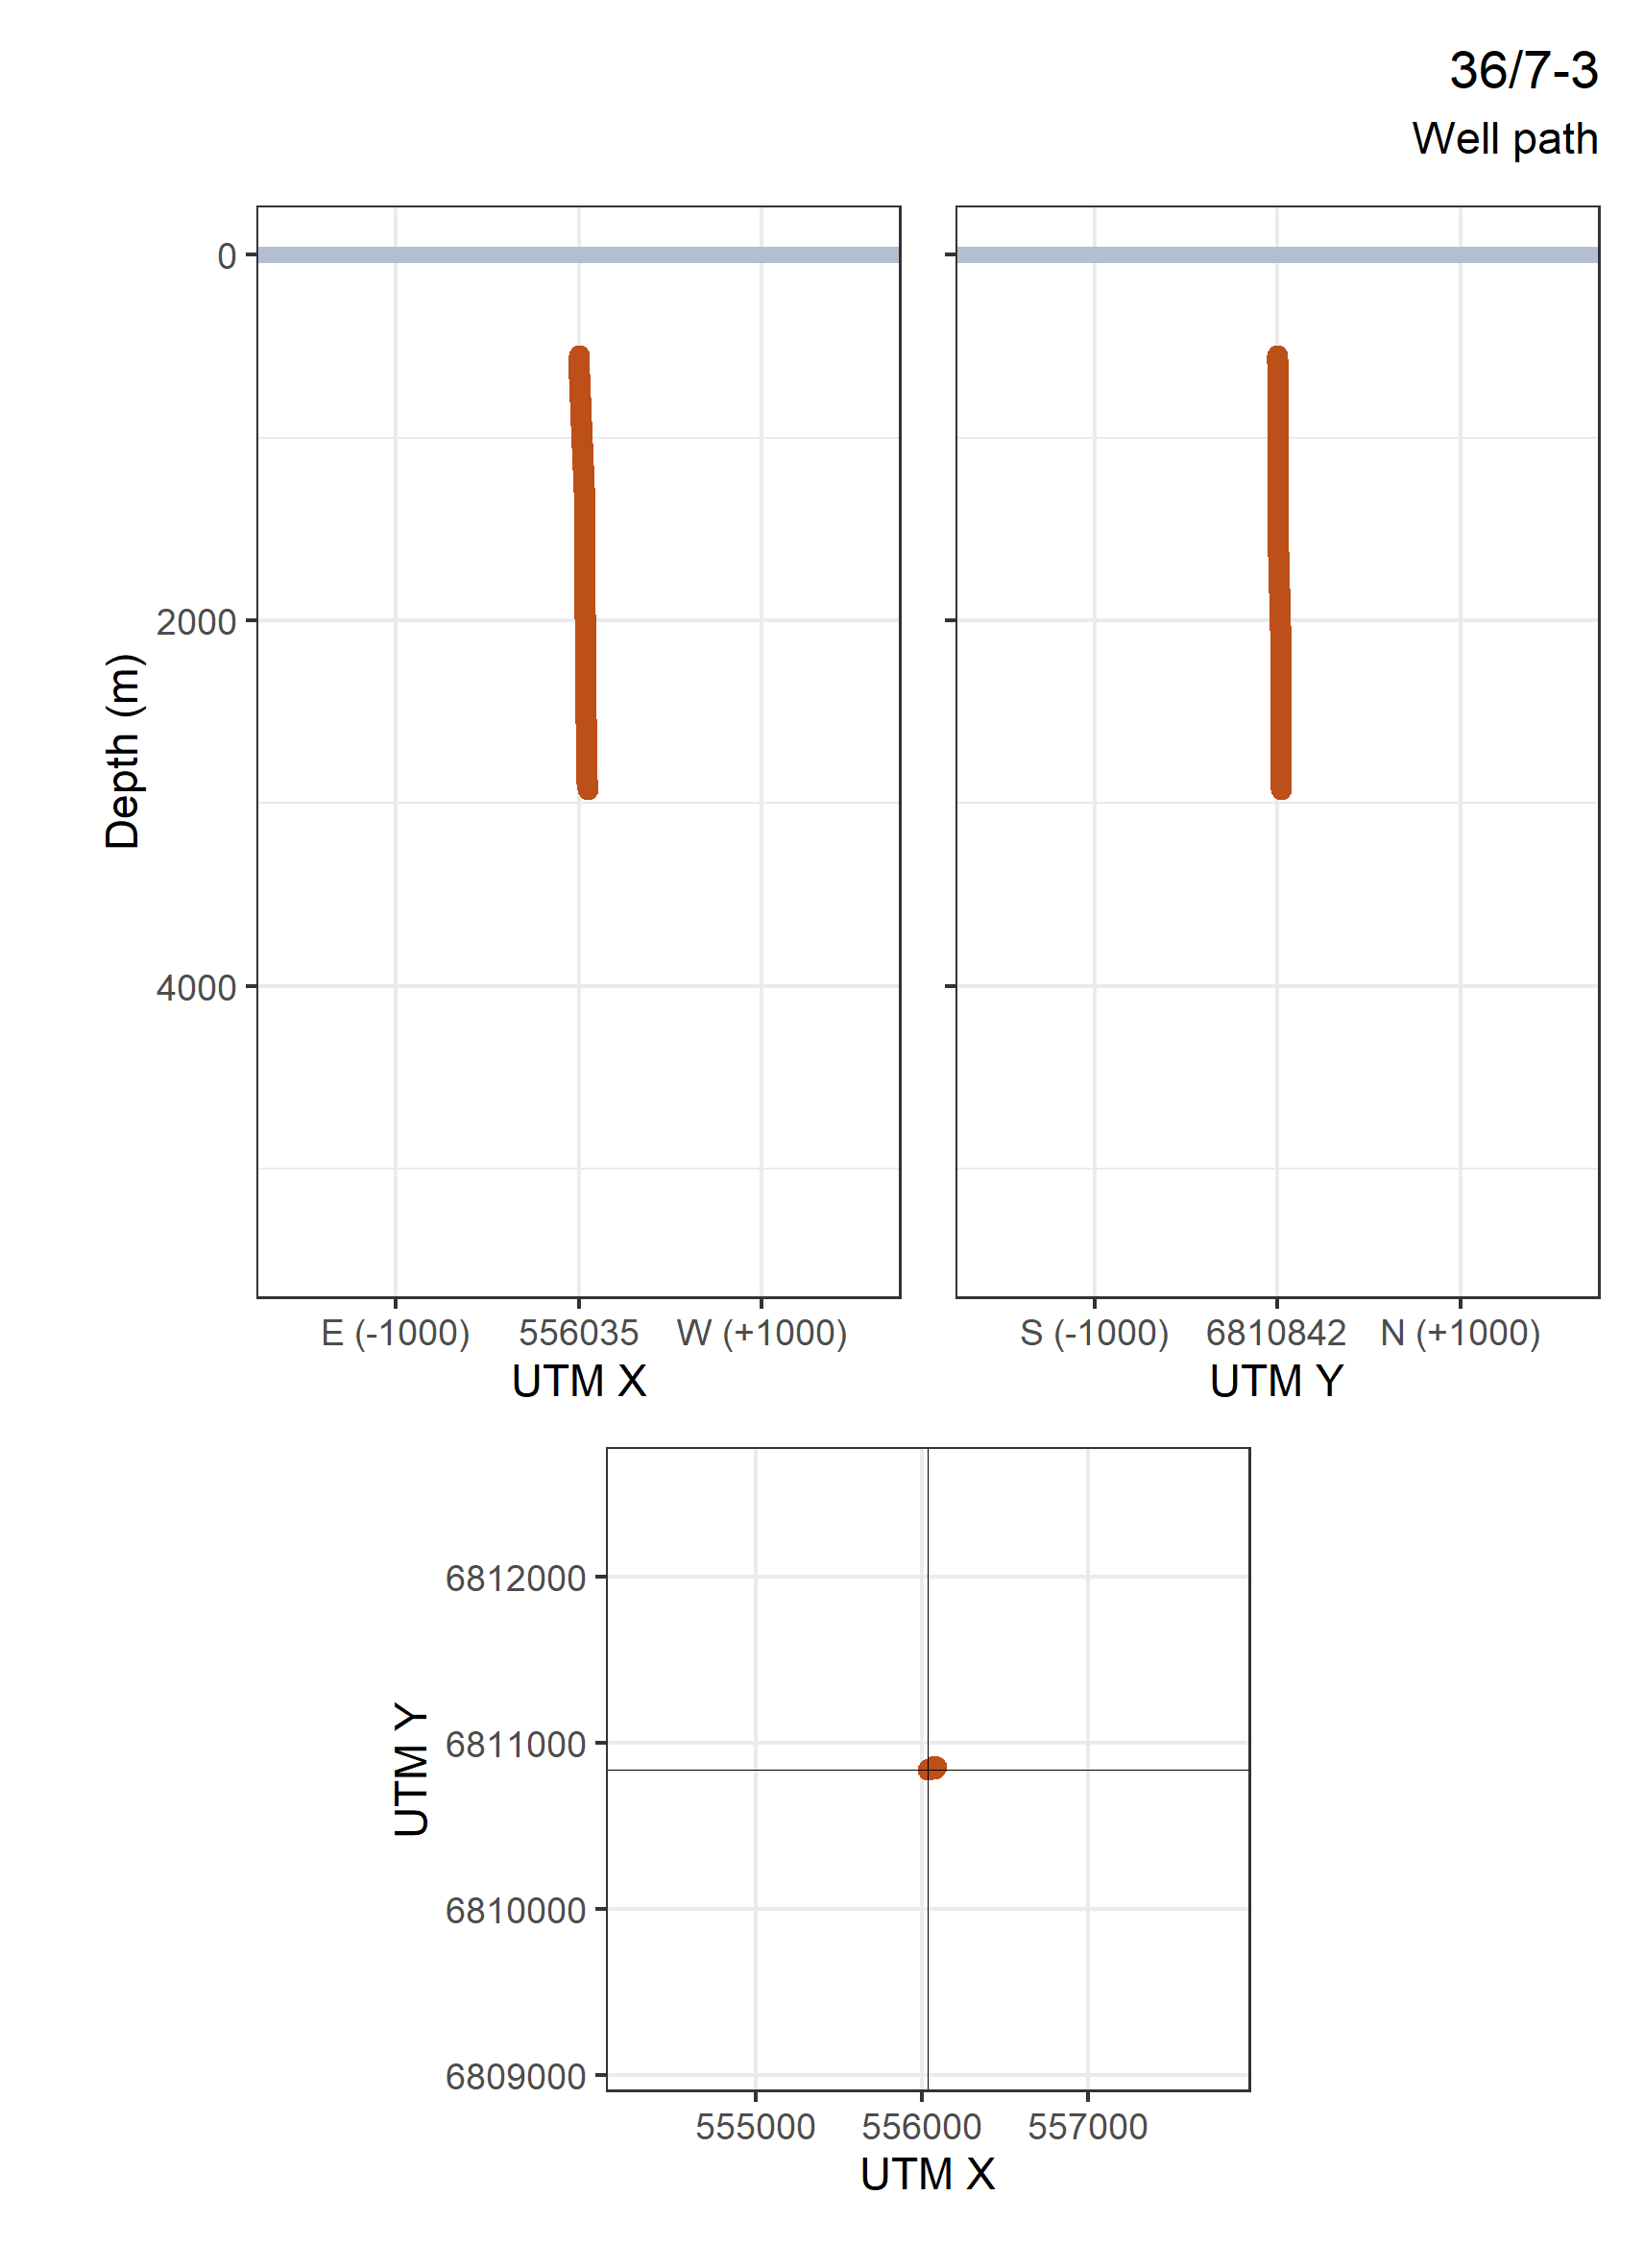 36/7-3
Well path
0
2000
4000
Depth (m)
E (-1000) 556035 W (+1000)
UTM X
S (-1000) 6810842 N (+1000)
UTM Y
6812000
6811000
6810000
6809000
UTM Y
555000 556000 557000
UTM X